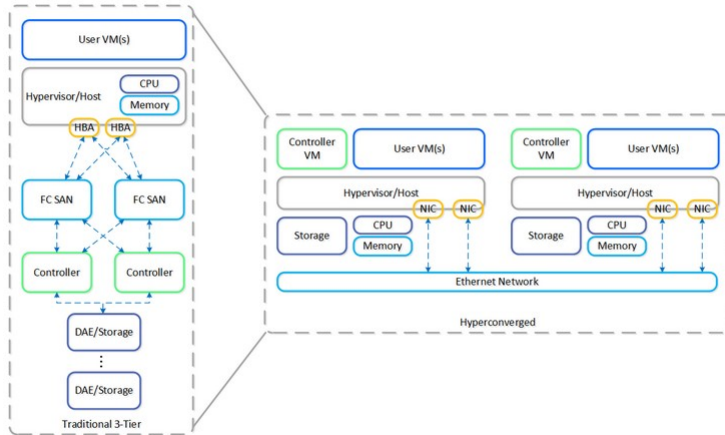 User VM(s)
Hypervisor/Host
CPU
Memory
HBA HBA
FC SAN FC SAN
Controller Controller
DAE/Storage
DAE/Storage
Traditional 3-Tier
Controller
VM
User VM(s)
Hypervisor/Host
NIC NIC
Storage
CPU
Memory
Controller
VM
User VM(s)
Hypervisor/Host
NIC NIC
Storage
CPU
Memory
Ethernet Network
Hyperconverged